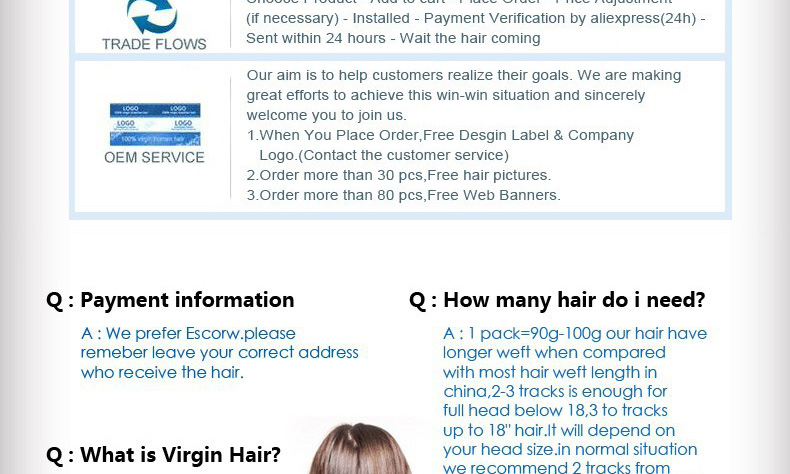 Choose Product - Add to cart - Place Order - Price Adjustment
(if necessary) - Installed - Payment Verification by aliexpress(24h) -
Sent within 24 hours - Wait the hair coming
TRADE FLOWS
Our aim is to help customers realize their goals. We are making
great efforts to achieve this win-win situation and sincerely
welcome you to join us.
1.When You Place Order,Free Desgin Label & Company
Logo.(Contact the customer service)
2.Order more than 30 pcs,Free hair pictures.
3.Order more than 80 pcs,Free Web Banners.
LOGO LOGO
LOGO LOGO
100% virgin human hair
OEM SERVICE
Q : Payment information
A : We prefer Escorw.please
remeber leave your correct address
who receive the hair.
Q : What is Virgin Hair?
Q : How many hair do i need?
A : 1 pack=90g-100g our hair have
longer weft when compared
with most hair weft length in
china,2-3 tracks is enough for
full head below 18,3 to tracks
up to 18" hair.It will depend on
your head size.in normal situation
we recommend 2 tracks from